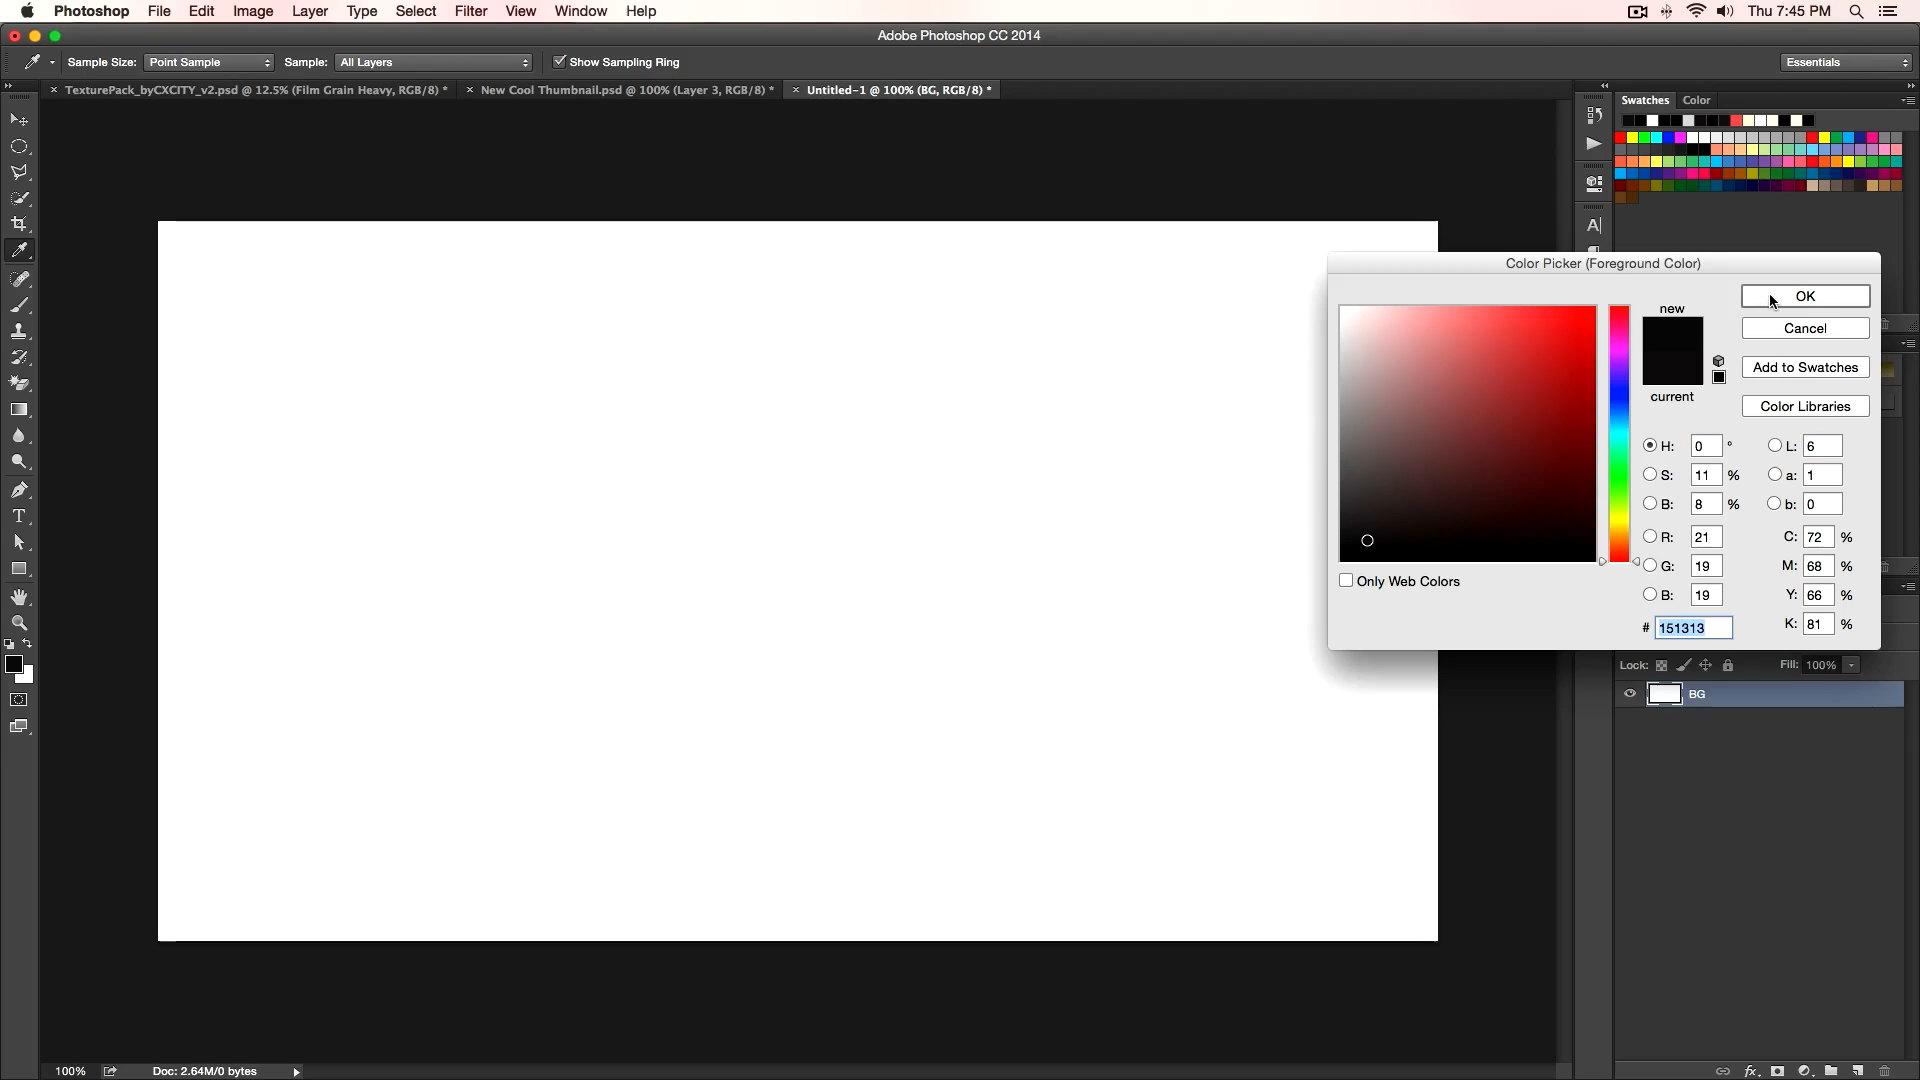 Photoshop File Edit Image Layer Type Select Filter View Window Help Thu 7:45 PM
Adobe Photoshop CC 2014
Sample Size: Point Sample Sample: All Layers Show Sampling Ring Essentials
TexturePack_byCXCITY_v2.psd @ 12.5% (Film Grain Heavy, RGB/8) * New Cool Thumbnail.psd @ 100% (Layer 3, RGB/8) * Untitled-1 @ 100% (BG, RGB/8) *
Swatches Color
Color Picker (Foreground Color)
OK
new
Cancel
Add to Swatches
current
Color Libraries
H: 0 ° L: 6
S: 11 % a: 1
B: 8 % b: 0
R: 21 C: 72 %
G: 19 M: 68 %
Only Web Colors
B: 19 Y: 66 %
# 151313 K: 81 %
Lock: Fill: 100%
BG
100% Doc: 2.64M/0 bytes